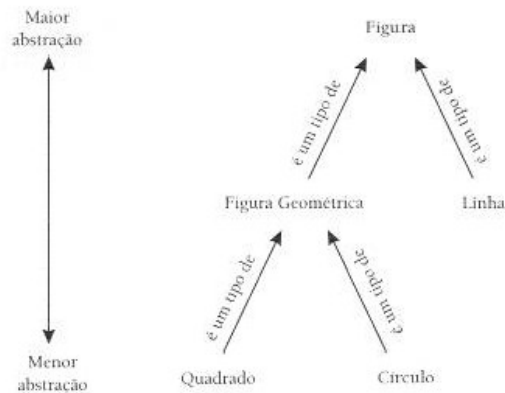 Maior
abstração
Figura
é um tipo de
é um tipo de
Figura Geométrica
Linha
é um tipo de
é um tipo de
Menor
abstração
Quadrado
Círculo